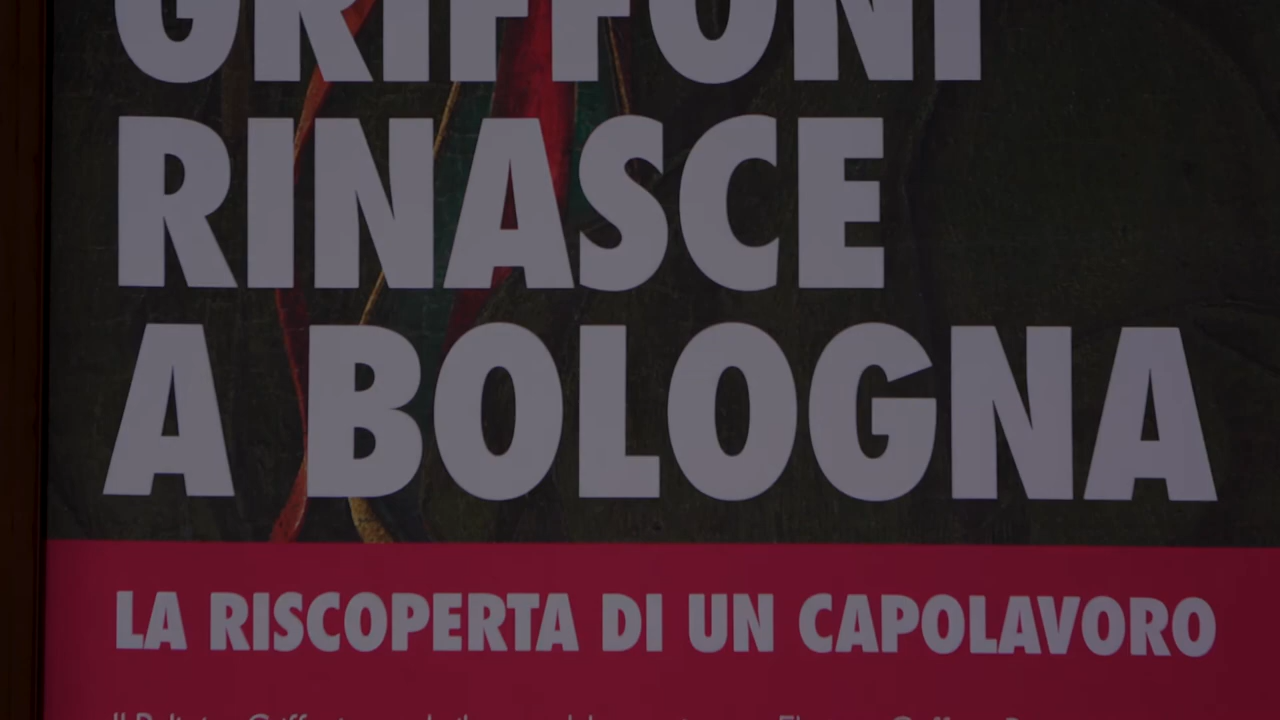 GRIFFONI
RINASCE
A BOLOGNA
LA RISCOPERTA DI UN CAPOLAVORO